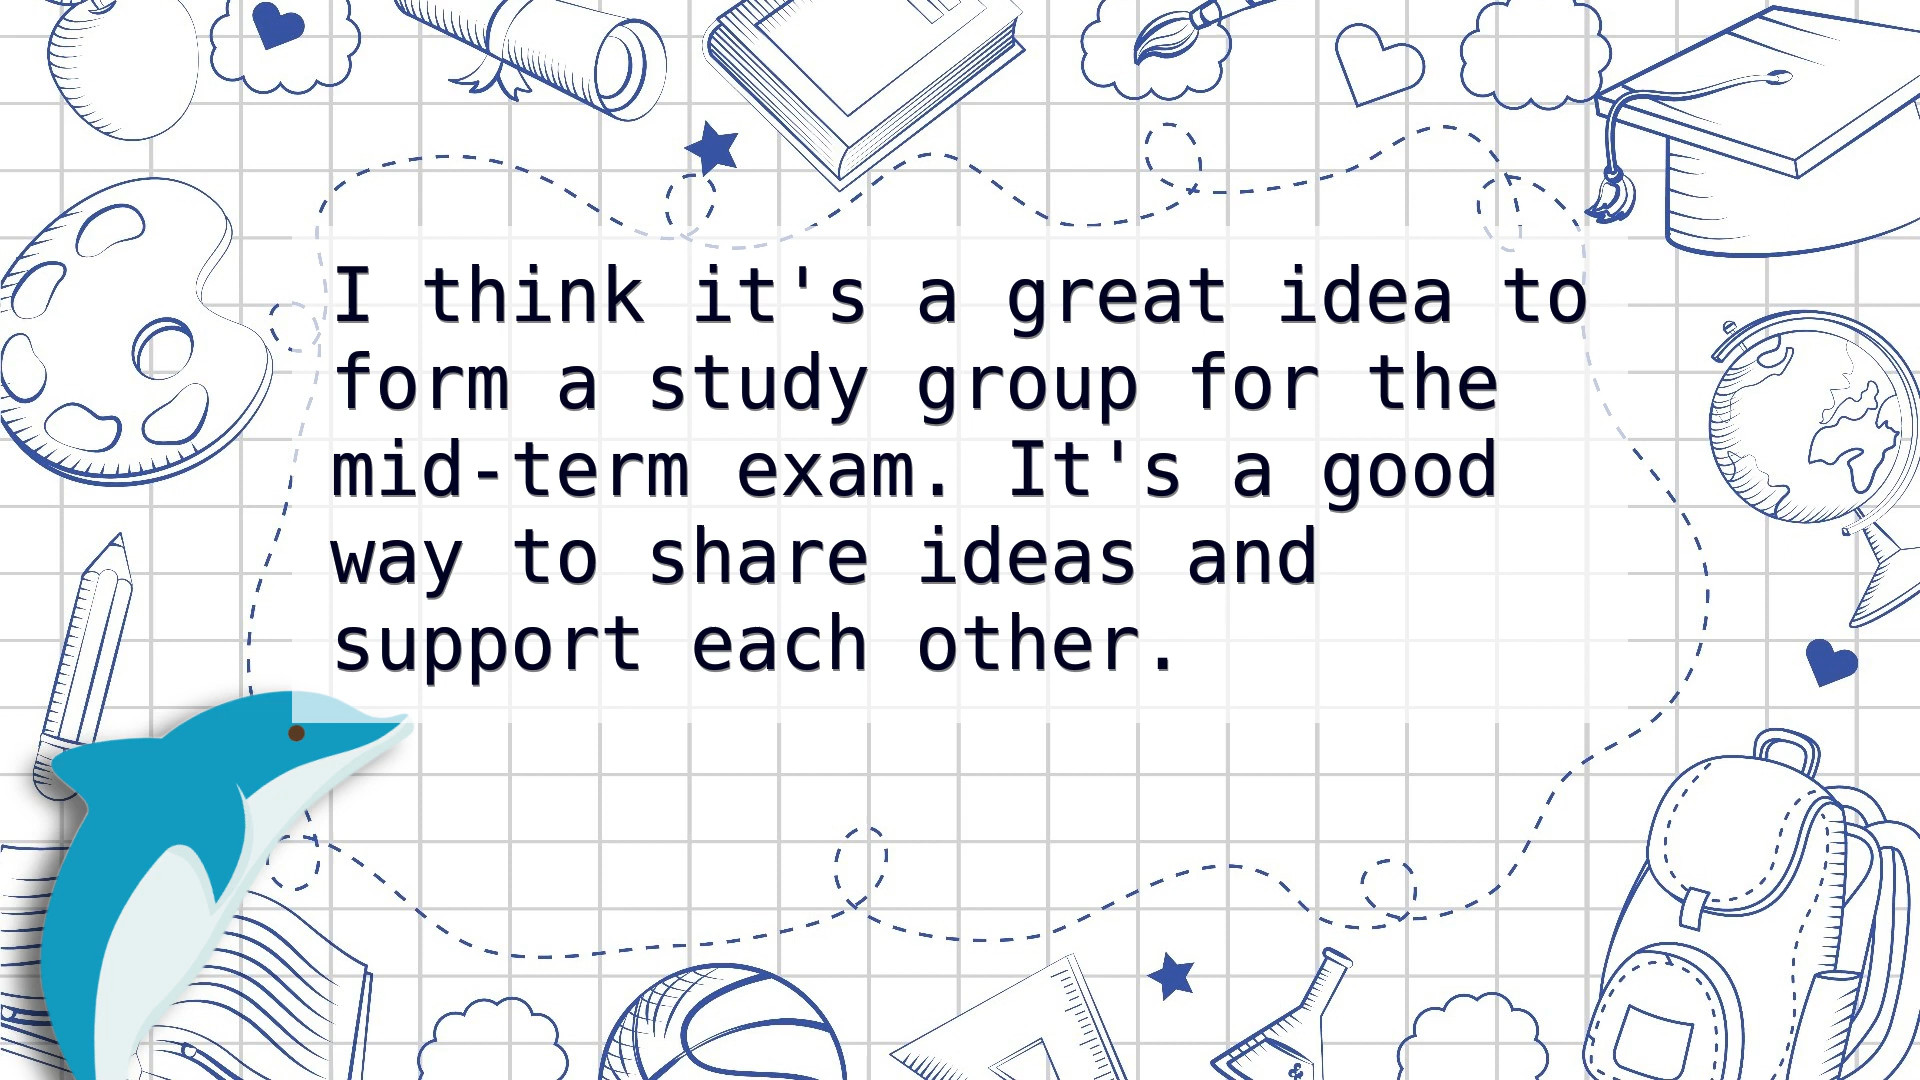 I think it's a great idea to
form a study group for the
mid-term exam. It's a good
way to share ideas and
support each other.